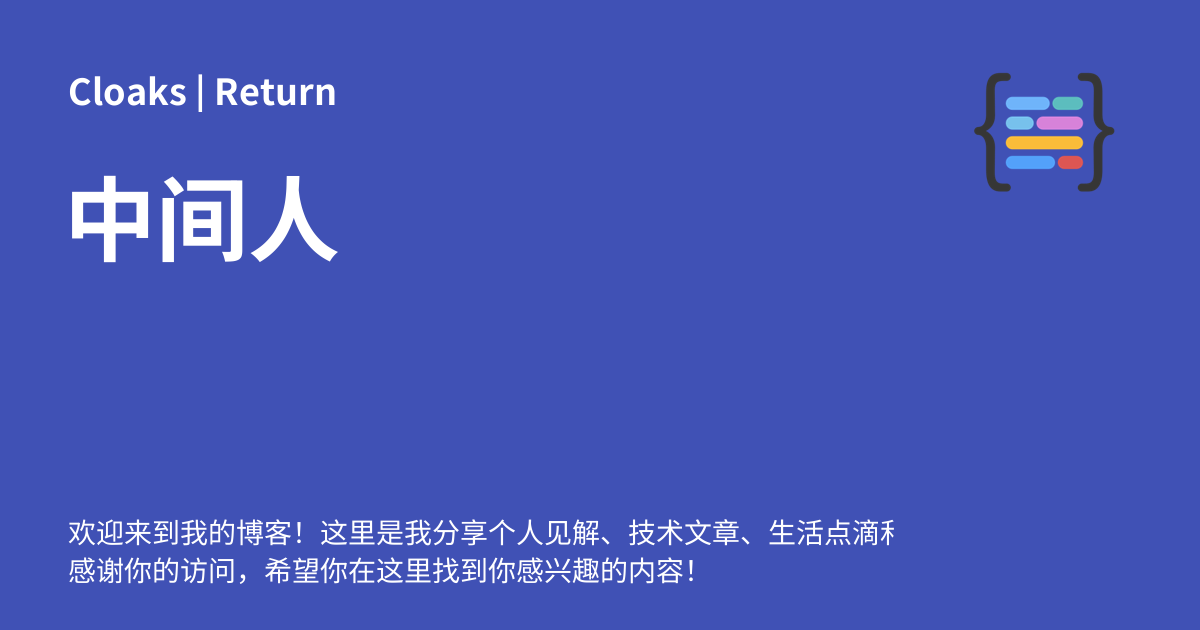 Cloaks | Return
中间人
欢迎来到我的博客！这里是我分享个人见解、技术文章、生活点滴
感谢你的访问，希望你在这里找到你感兴趣的内容！